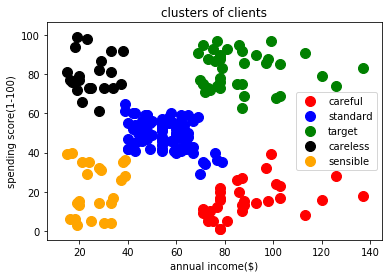 clusters of clients
spending score(1-100)
100
80
60
40
20
0
careful
standard
target
careless
sensible
20
40
60
80
100
120
140
annual income($)